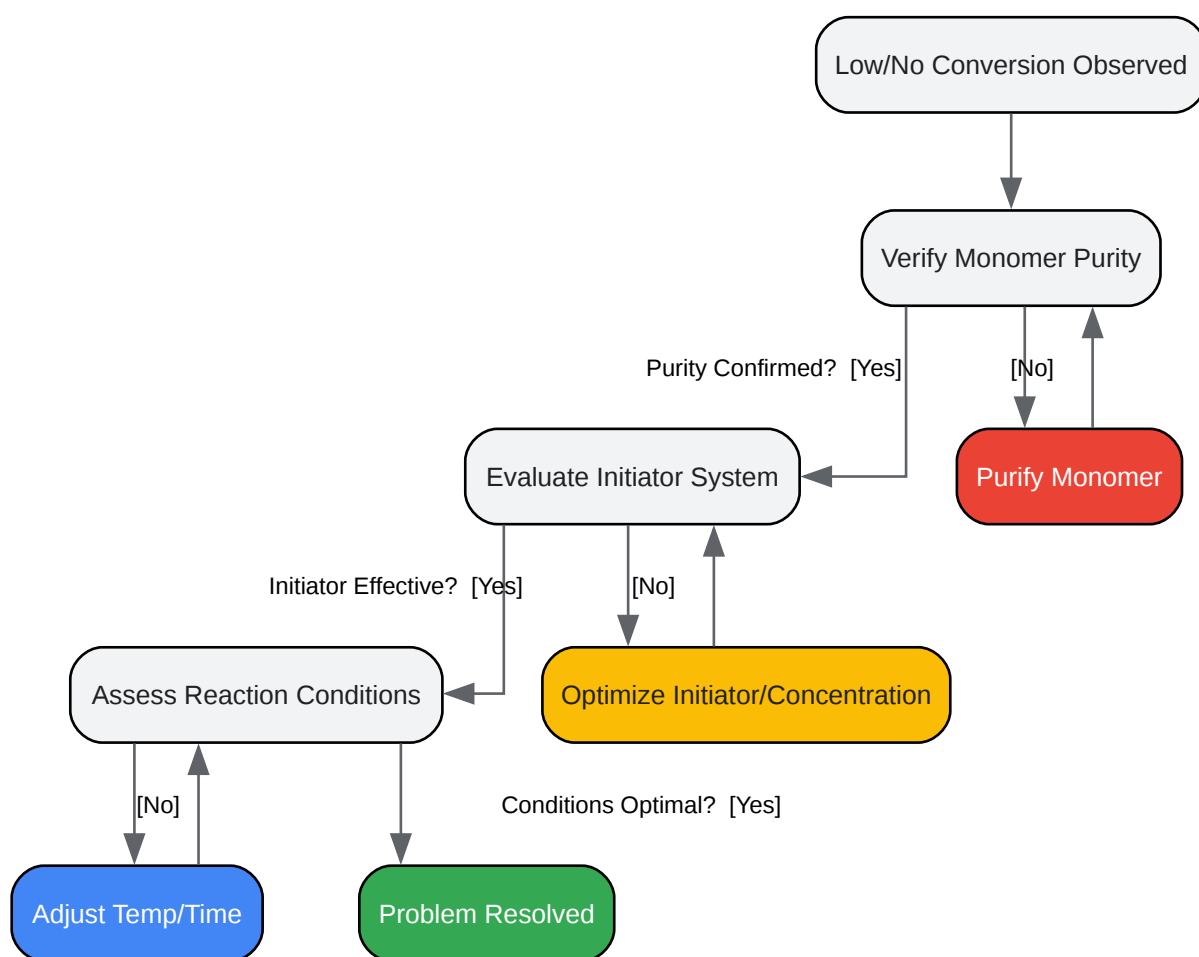 Low/No Conversion Observed
Verify Monomer Purity
Purity Confirmed?  [Yes]
[No]
Evaluate Initiator System
Purify Monomer
Initiator Effective?  [Yes]
[No]
Assess Reaction Conditions
Optimize Initiator/Concentration
[No]
Conditions Optimal?  [Yes]
Adjust Temp/Time
Problem Resolved